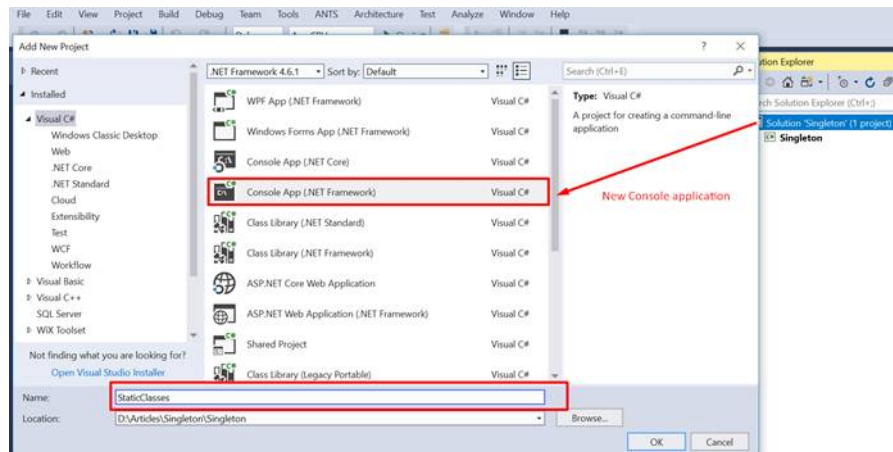 File Edit View Project Build Debug Team Tools ANTS Architecture Test Analyze Window Help
Add New Project
? ×
Recent
.NET Framework 4.6.1 Sort by: Default
Search (Ctrl+E)
Installed
Visual C#
Windows Classic Desktop
Web
.NET Core
.NET Standard
Cloud
Extensibility
Test
WCF
Workflow
Visual Basic
Visual C++
SQL Server
WiX Toolset
Not finding what you are looking for?
Open Visual Studio Installer
WPF App (.NET Framework) Visual C#
Windows Forms App (.NET Framework) Visual C#
Console App (.NET Core) Visual C#
Console App (.NET Framework) Visual C#
Class Library (.NET Standard) Visual C#
Class Library (.NET Framework) Visual C#
ASP.NET Core Web Application Visual C#
ASP.NET Web Application (.NET Framework) Visual C#
Shared Project Visual C#
Class Library (Legacy Portable) Visual C#
Type: Visual C#
A project for creating a command-line
application
New Console application
Name: StaticClasses
Location: D:\Articles\Singleton\Singleton
Browse...
OK Cancel
ution Explorer
rch Solution Explorer (Ctrl+;)
Solution 'Singleton' (1 project)
Singleton